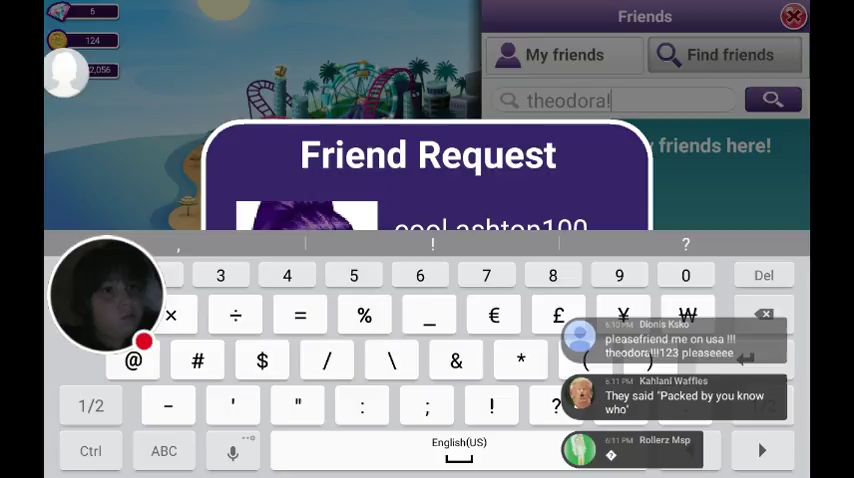 6
124
2,056
Friends
My friends
Find friends
theodora!
friends here!
Friend Request
cool ashton100
, ! ?
3 4 5 6 7 8 9 0 Del
× ÷ = % _ € £ ¥ ₩
@ # $ / \ & * ( )
1/2 - ' " : ; ! ?
Ctrl ABC English(US)
6:10 PM Dionis Ksko
pleasefriend me on usa !!!
theodora!!!123 pleaseeee
6:11 PM Kahlani Waffles
They said "Packed by you know
who"
6:11 PM Rollerz Msp